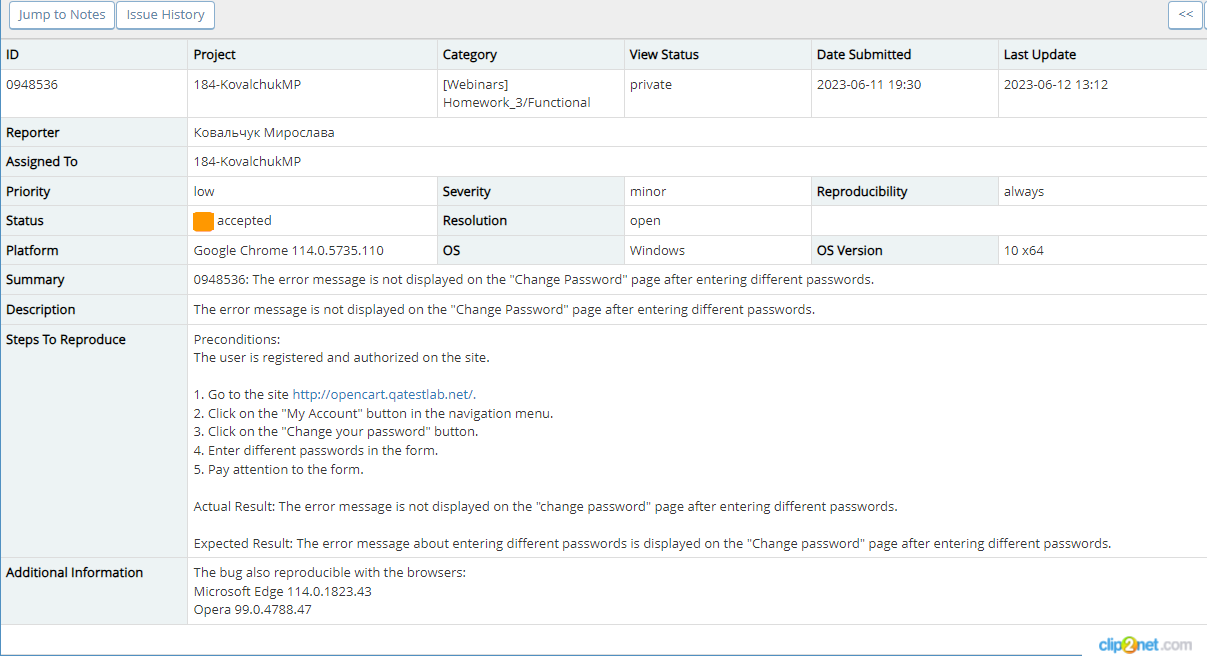 Jump to Notes Issue History <<
ID Project Category View Status Date Submitted Last Update
0948536 184-KovalchukMP [Webinars] private 2023-06-11 19:30 2023-06-12 13:12
Homework_3/Functional
Reporter Ковальчук Мирослава
Assigned To 184-KovalchukMP
Priority low Severity minor Reproducibility always
Status accepted Resolution open
Platform Google Chrome 114.0.5735.110 OS Windows OS Version 10 x64
Summary 0948536: The error message is not displayed on the "Change Password" page after entering different passwords.
Description The error message is not displayed on the "Change Password" page after entering different passwords.
Steps To Reproduce Preconditions:
The user is registered and authorized on the site.
1. Go to the site http://opencart.qatestlab.net/.
2. Click on the "My Account" button in the navigation menu.
3. Click on the "Change your password" button.
4. Enter different passwords in the form.
5. Pay attention to the form.
Actual Result: The error message is not displayed on the "change password" page after entering different passwords.
Expected Result: The error message about entering different passwords is displayed on the "Change password" page after entering different passwords.
Additional Information The bug also reproducible with the browsers:
Microsoft Edge 114.0.1823.43
Opera 99.0.4788.47
clip2net.com